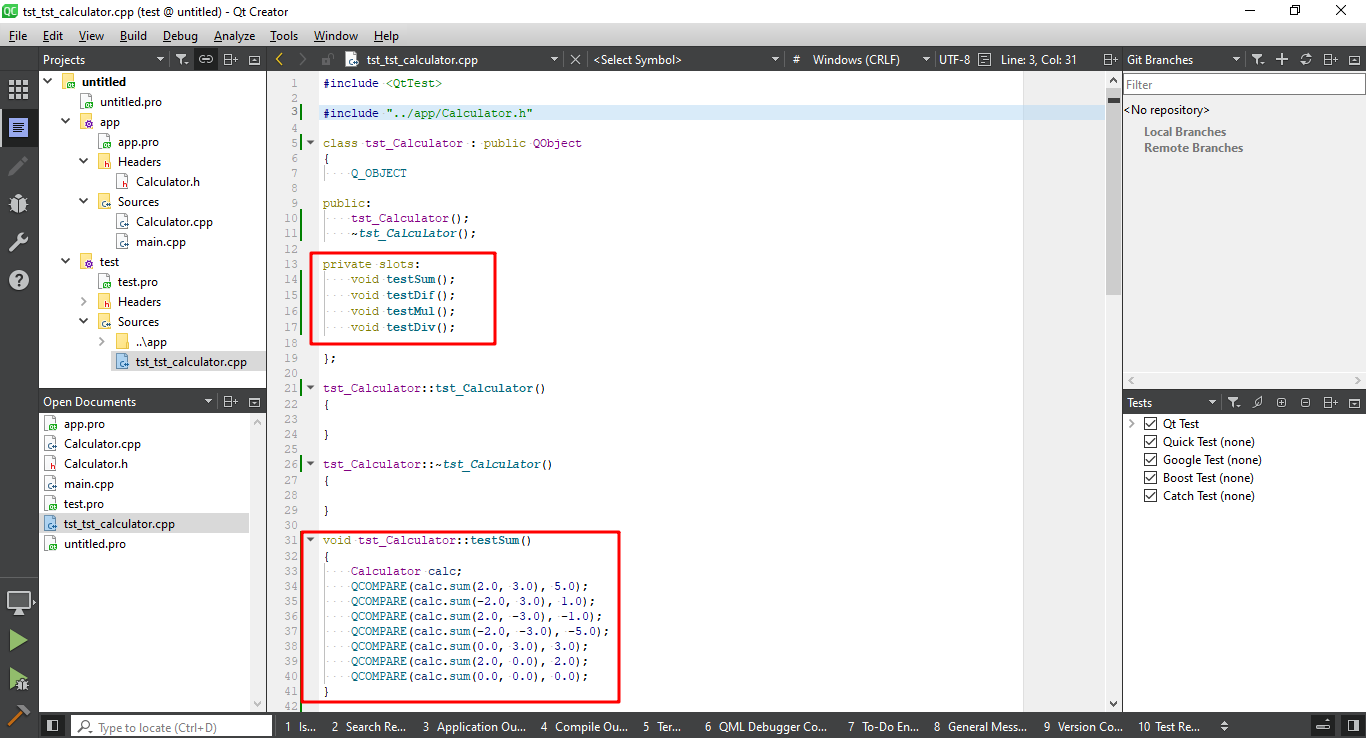 tst_tst_calculator.cpp (test @ untitled) - Qt Creator
File Edit View Build Debug Analyze Tools Window Help
Projects
untitled
untitled.pro
app
app.pro
Headers
Calculator.h
Sources
Calculator.cpp
main.cpp
test
test.pro
Headers
Sources
..\app
tst_tst_calculator.cpp
Open Documents
app.pro
Calculator.cpp
Calculator.h
main.cpp
test.pro
tst_tst_calculator.cpp
untitled.pro
tst_tst_calculator.cpp <Select Symbol> # Windows (CRLF) UTF-8 Line: 3, Col: 31
1 #include <QtTest>
2
3 #include "../app/Calculator.h"
4
5 class tst_Calculator : public QObject
6 {
7 Q_OBJECT
8
9 public:
10 tst_Calculator();
11 ~tst_Calculator();
12
13 private slots:
14 void testSum();
15 void testDif();
16 void testMul();
17 void testDiv();
18
19 };
20
21 tst_Calculator::tst_Calculator()
22 {
23
24 }
25
26 tst_Calculator::~tst_Calculator()
27 {
28
29 }
30
31 void tst_Calculator::testSum()
32 {
33 Calculator calc;
34 QCOMPARE(calc.sum(2.0, 3.0), 5.0);
35 QCOMPARE(calc.sum(-2.0, 3.0), 1.0);
36 QCOMPARE(calc.sum(2.0, -3.0), -1.0);
37 QCOMPARE(calc.sum(-2.0, -3.0), -5.0);
38 QCOMPARE(calc.sum(0.0, 3.0), 3.0);
39 QCOMPARE(calc.sum(2.0, 0.0), 2.0);
40 QCOMPARE(calc.sum(0.0, 0.0), 0.0);
41 }
42
Git Branches
Filter
<No repository>
Local Branches
Remote Branches
Tests
Qt Test
Quick Test (none)
Google Test (none)
Boost Test (none)
Catch Test (none)
Type to locate (Ctrl+D) 1 Is... 2 Search Re... 3 Application Ou... 4 Compile Ou... 5 Ter... 6 QML Debugger Co... 7 To-Do En... 8 General Mess... 9 Version Co... 10 Test Re...